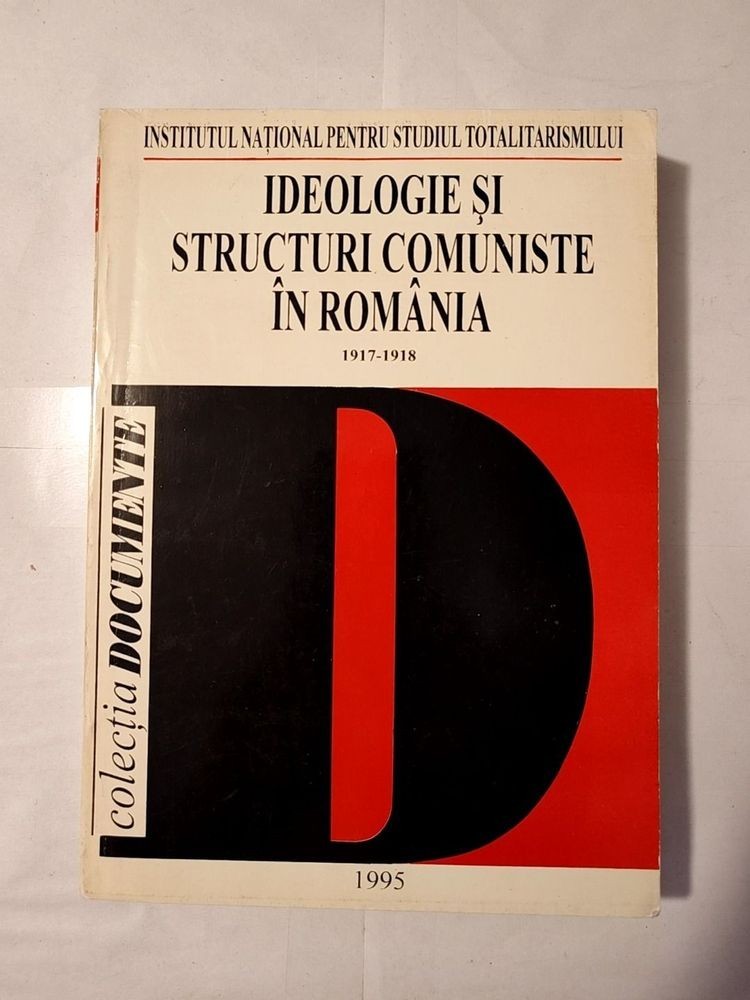 INSTITUTUL NAȚIONAL PENTRU STUDIUL TOTALITARISMULUI
IDEOLOGIE ȘI
STRUCTURI COMUNISTE
ÎN ROMÂNIA
1917-1918
colecția DOCUMENTE
D
1995